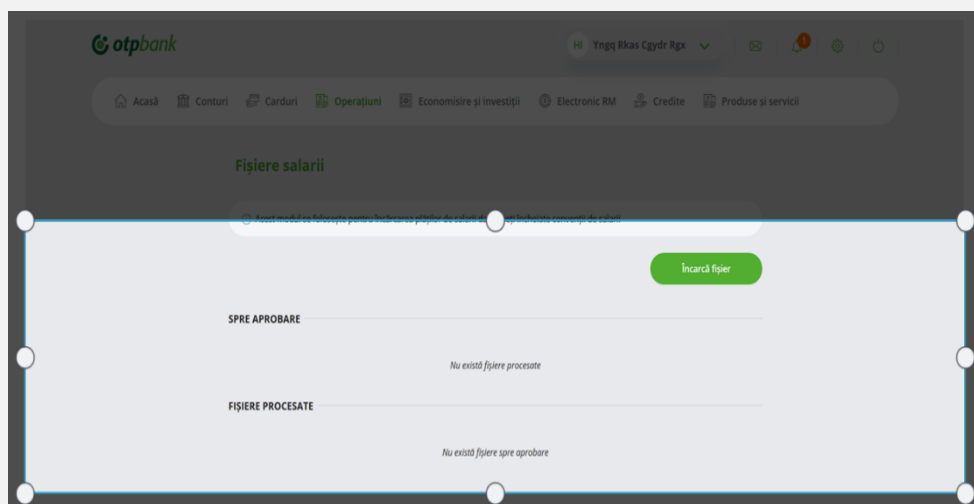 otpbank
HI Yngq Rkas Cgydr Rgx
1
Acasă Conturi Carduri Operațiuni Economisire și investiții Electronic RM Credite Produse și servicii
Fișiere salarii
Acest modul se folosește pentru încărcarea plăților de salarii încheiate convenții de salarii
Încarcă fișier
SPRE APROBARE
Nu există fișiere procesate
FIȘIERE PROCESATE
Nu există fișiere spre aprobare